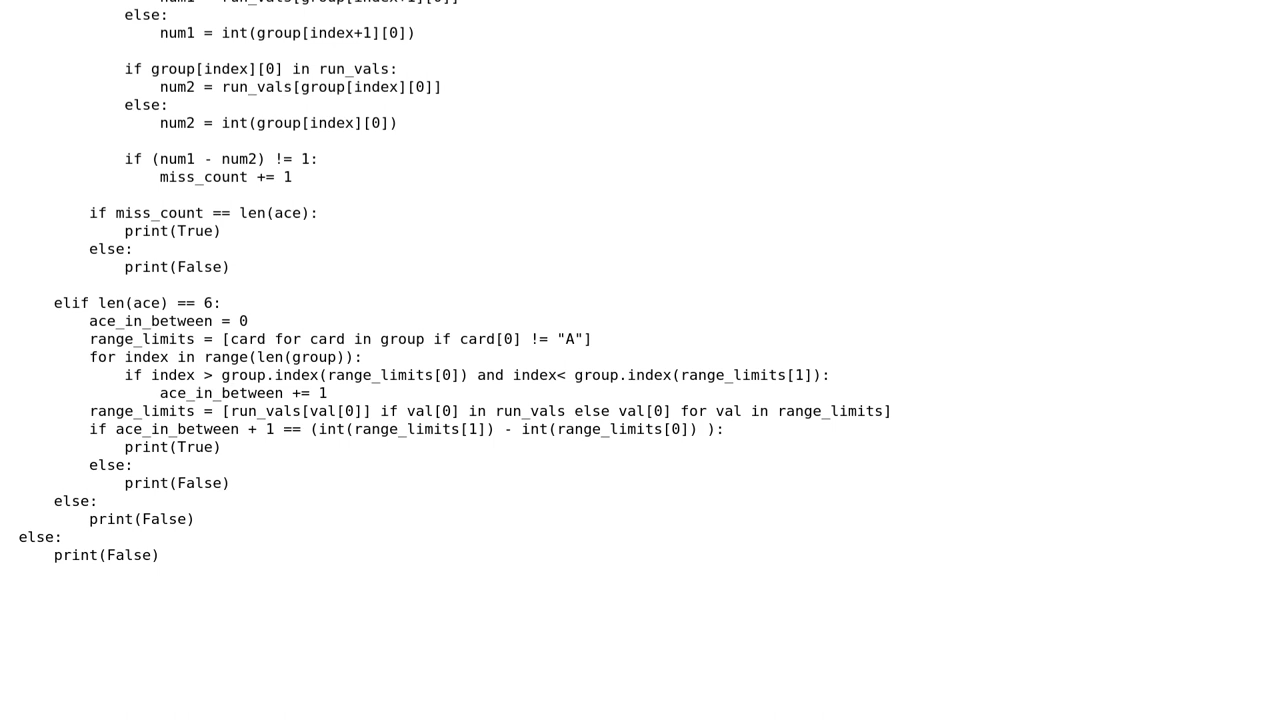 else:
num1 = int(group[index+1][0])
if group[index][0] in run_vals:
num2 = run_vals[group[index][0]]
else:
num2 = int(group[index][0])
if (num1 - num2) != 1:
miss_count += 1
if miss_count == len(ace):
print(True)
else:
print(False)
elif len(ace) == 6:
ace_in_between = 0
range_limits = [card for card in group if card[0] != "A"]
for index in range(len(group)):
if index > group.index(range_limits[0]) and index< group.index(range_limits[1]):
ace_in_between += 1
range_limits = [run_vals[val[0]] if val[0] in run_vals else val[0] for val in range_limits]
if ace_in_between + 1 == (int(range_limits[1]) - int(range_limits[0]) ):
print(True)
else:
print(False)
else:
print(False)
else:
print(False)